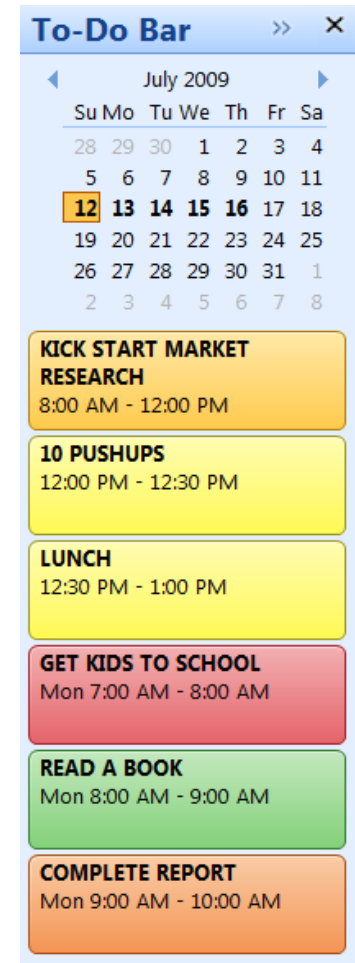 To-Do Bar
July 2009
Su Mo Tu We Th Fr Sa
28 29 30 1 2 3 4
5 6 7 8 9 10 11
12 13 14 15 16 17 18
19 20 21 22 23 24 25
26 27 28 29 30 31 1
2 3 4 5 6 7 8
KICK START MARKET
RESEARCH
8:00 AM - 12:00 PM
10 PUSHUPS
12:00 PM - 12:30 PM
LUNCH
12:30 PM - 1:00 PM
GET KIDS TO SCHOOL
Mon 7:00 AM - 8:00 AM
READ A BOOK
Mon 8:00 AM - 9:00 AM
COMPLETE REPORT
Mon 9:00 AM - 10:00 AM